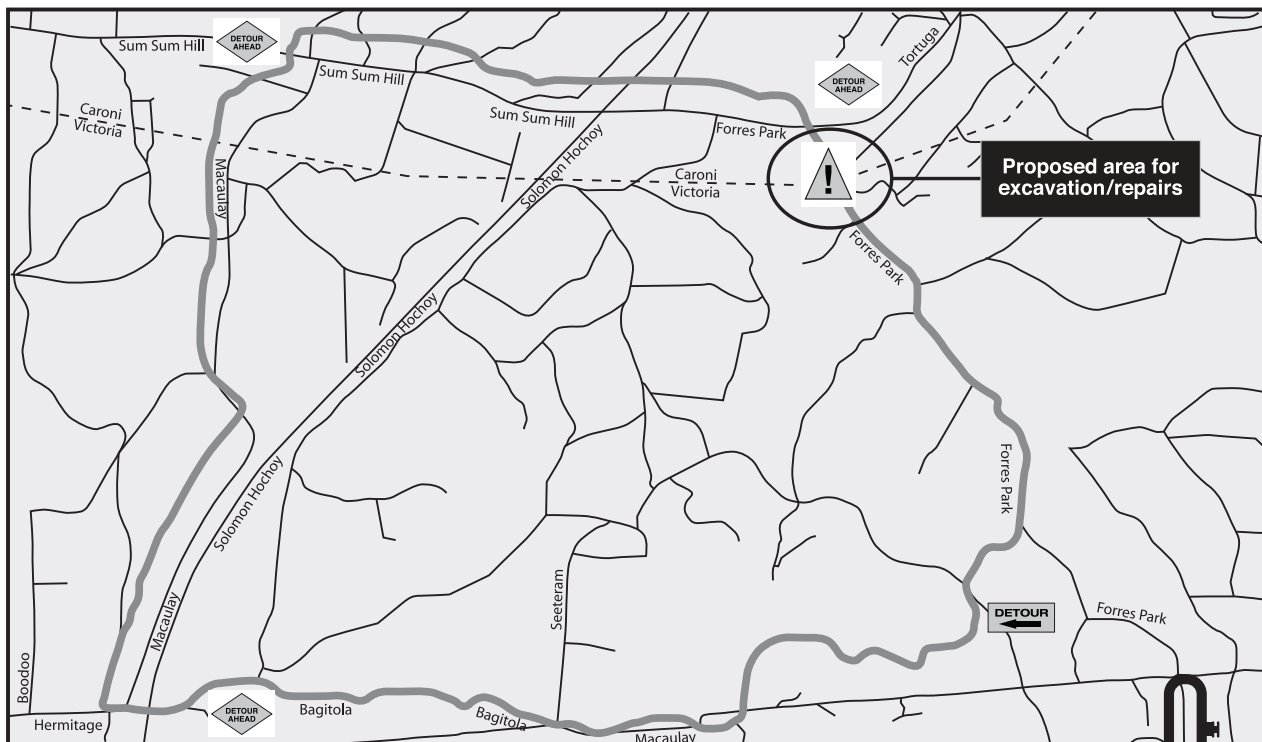 DETOUR
AHEAD
Sum Sum Hill
Tortuga
DETOUR
AHEAD
Sum Sum Hill
Caroni
Victoria
Sum Sum Hill
Forres Park
Solomon Hochoy
Macaulay
Caroni
Victoria
!
Proposed area for
excavation/repairs
Forres Park
Solomon Hochoy
Forres Park
Solomon Hochoy
Macaulay
Seeteram
DETOUR
Forres Park
Boodoo
DETOUR
AHEAD
Hermitage
Bagitola
Bagitola
Macaulay